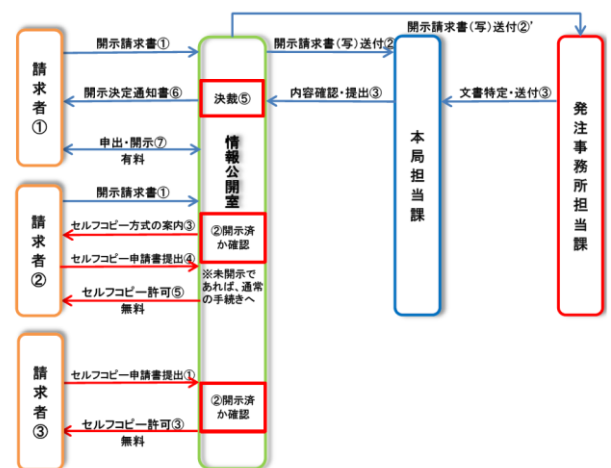 開示請求書(写)送付②’
開示請求書①
開示請求書(写)送付②
開示決定通知書⑥
決裁⑤
内容確認・提出③
文書特定・送付③
申出・開示⑦
有料
請求者①
情報公開室
本局担当課
発注事務所担当課
開示請求書①
セルフコピー方式の案内③
②開示済
か確認
セルフコピー申請書提出④
※未開示で
あれば、通常
の手続きへ
セルフコピー許可⑤
無料
請求者②
セルフコピー申請書提出①
②開示済
か確認
セルフコピー許可③
無料
請求者③